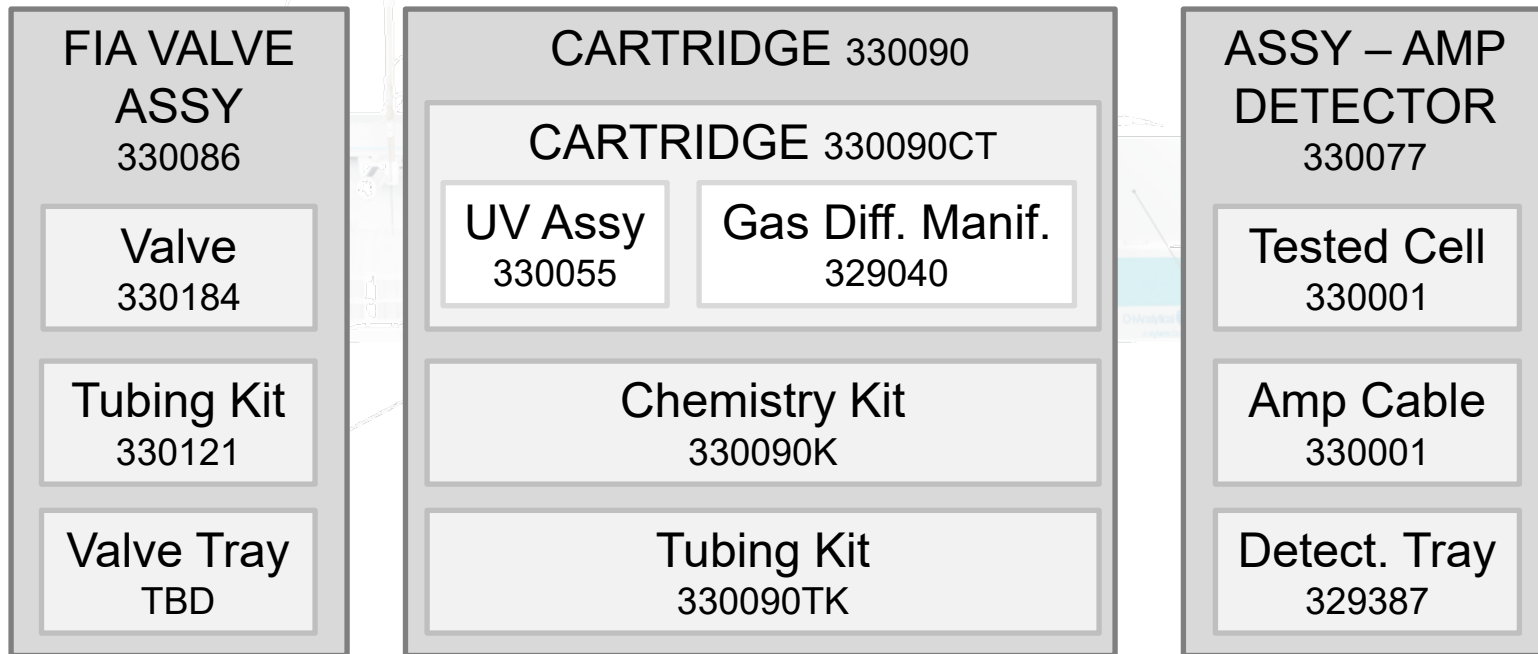 FIA VALVE
ASSY
330086
Valve
330184
Tubing Kit
330121
Valve Tray
TBD
CARTRIDGE 330090
CARTRIDGE 330090CT
UV Assy
330055
Gas Diff. Manif.
329040
Chemistry Kit
330090K
Tubing Kit
330090TK
ASSY – AMP
DETECTOR
330077
Tested Cell
330001
Amp Cable
330001
Detect. Tray
329387